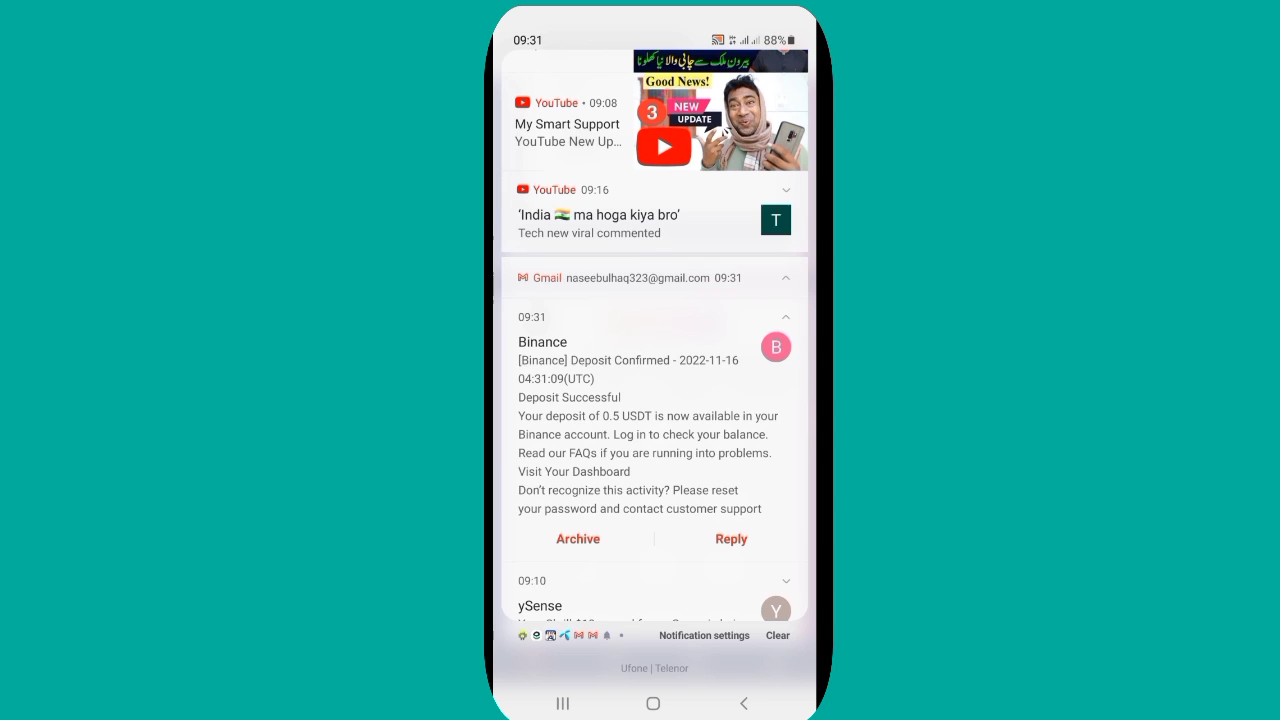 09:31
88%
بیرون ملک سے چابی والا نیا کھلونا
Good News!
3
NEW
UPDATE
YouTube • 09:08
My Smart Support
YouTube New Up...
YouTube 09:16
‘India 🇮🇳 ma hoga kiya bro’
Tech new viral commented
T
Gmail naseebulhaq323@gmail.com 09:31
09:31
Binance
B
[Binance] Deposit Confirmed - 2022-11-16
04:31:09(UTC)
Deposit Successful
Your deposit of 0.5 USDT is now available in your
Binance account. Log in to check your balance.
Read our FAQs if you are running into problems.
Visit Your Dashboard
Don’t recognize this activity? Please reset
your password and contact customer support
Archive
Reply
09:10
ySense
Y
Notification settings
Clear
Ufone | Telenor